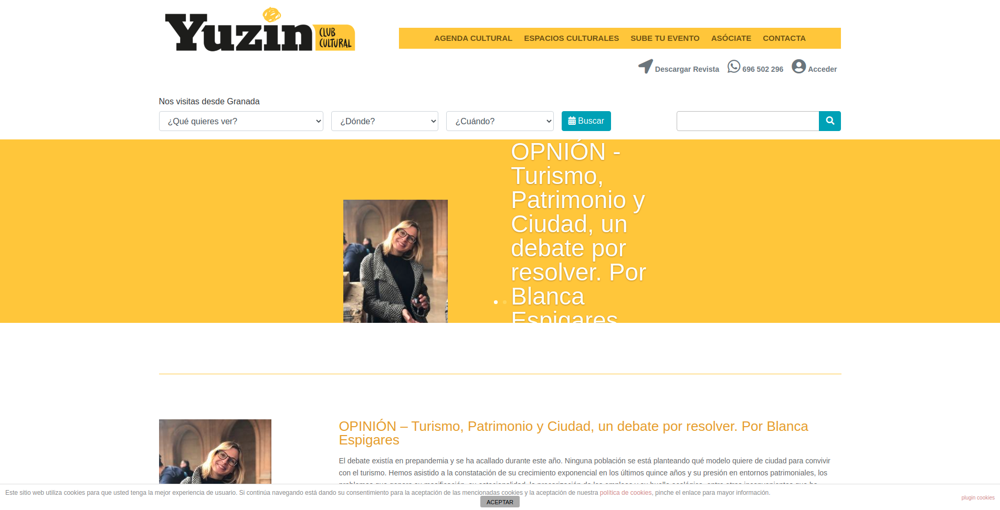 Yuzin CLUB CULTURAL
AGENDA CULTURAL ESPACIOS CULTURALES SUBE TU EVENTO ASÓCIATE CONTACTA
Descargar Revista 696 502 296 Acceder
Nos visitas desde Granada
¿Qué quieres ver? ¿Dónde? ¿Cuándo? Buscar
OPNIÓN -
Turismo,
Patrimonio y
Ciudad, un
debate por
resolver. Por
Blanca
Espigares
OPINIÓN – Turismo, Patrimonio y Ciudad, un debate por resolver. Por Blanca
Espigares
El debate existía en prepandemia y se ha acallado durante este año. Ninguna población se está planteando qué modelo quiere de ciudad para convivir
con el turismo. Hemos asistido a la constatación de su crecimiento exponencial en los últimos quince años y su presión en entornos patrimoniales, los
Este sitio web utiliza cookies para que usted tenga la mejor experiencia de usuario. Si continúa navegando está dando su consentimiento para la aceptación de las mencionadas cookies y la aceptación de nuestra política de cookies, pinche el enlace para mayor información.
plugin cookies
ACEPTAR